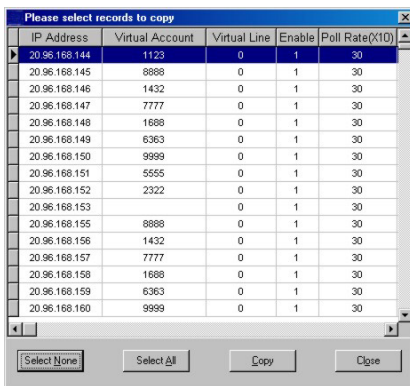 Please select records to copy
IP Address Virtual Account Virtual Line Enable Poll Rate(X10)
20.96.168.144 1123 0 1 30
20.96.168.145 8888 0 1 30
20.96.168.146 1432 0 1 30
20.96.168.147 7777 0 1 30
20.96.168.148 1688 0 1 30
20.96.168.149 6363 0 1 30
20.96.168.150 9999 0 1 30
20.96.168.151 5555 0 1 30
20.96.168.152 2322 0 1 30
20.96.168.153 0 1 30
20.96.168.155 8888 0 1 30
20.96.168.156 1432 0 1 30
20.96.168.157 7777 0 1 30
20.96.168.158 1688 0 1 30
20.96.168.159 6363 0 1 30
20.96.168.160 9999 0 1 30
Select None Select All Copy Close